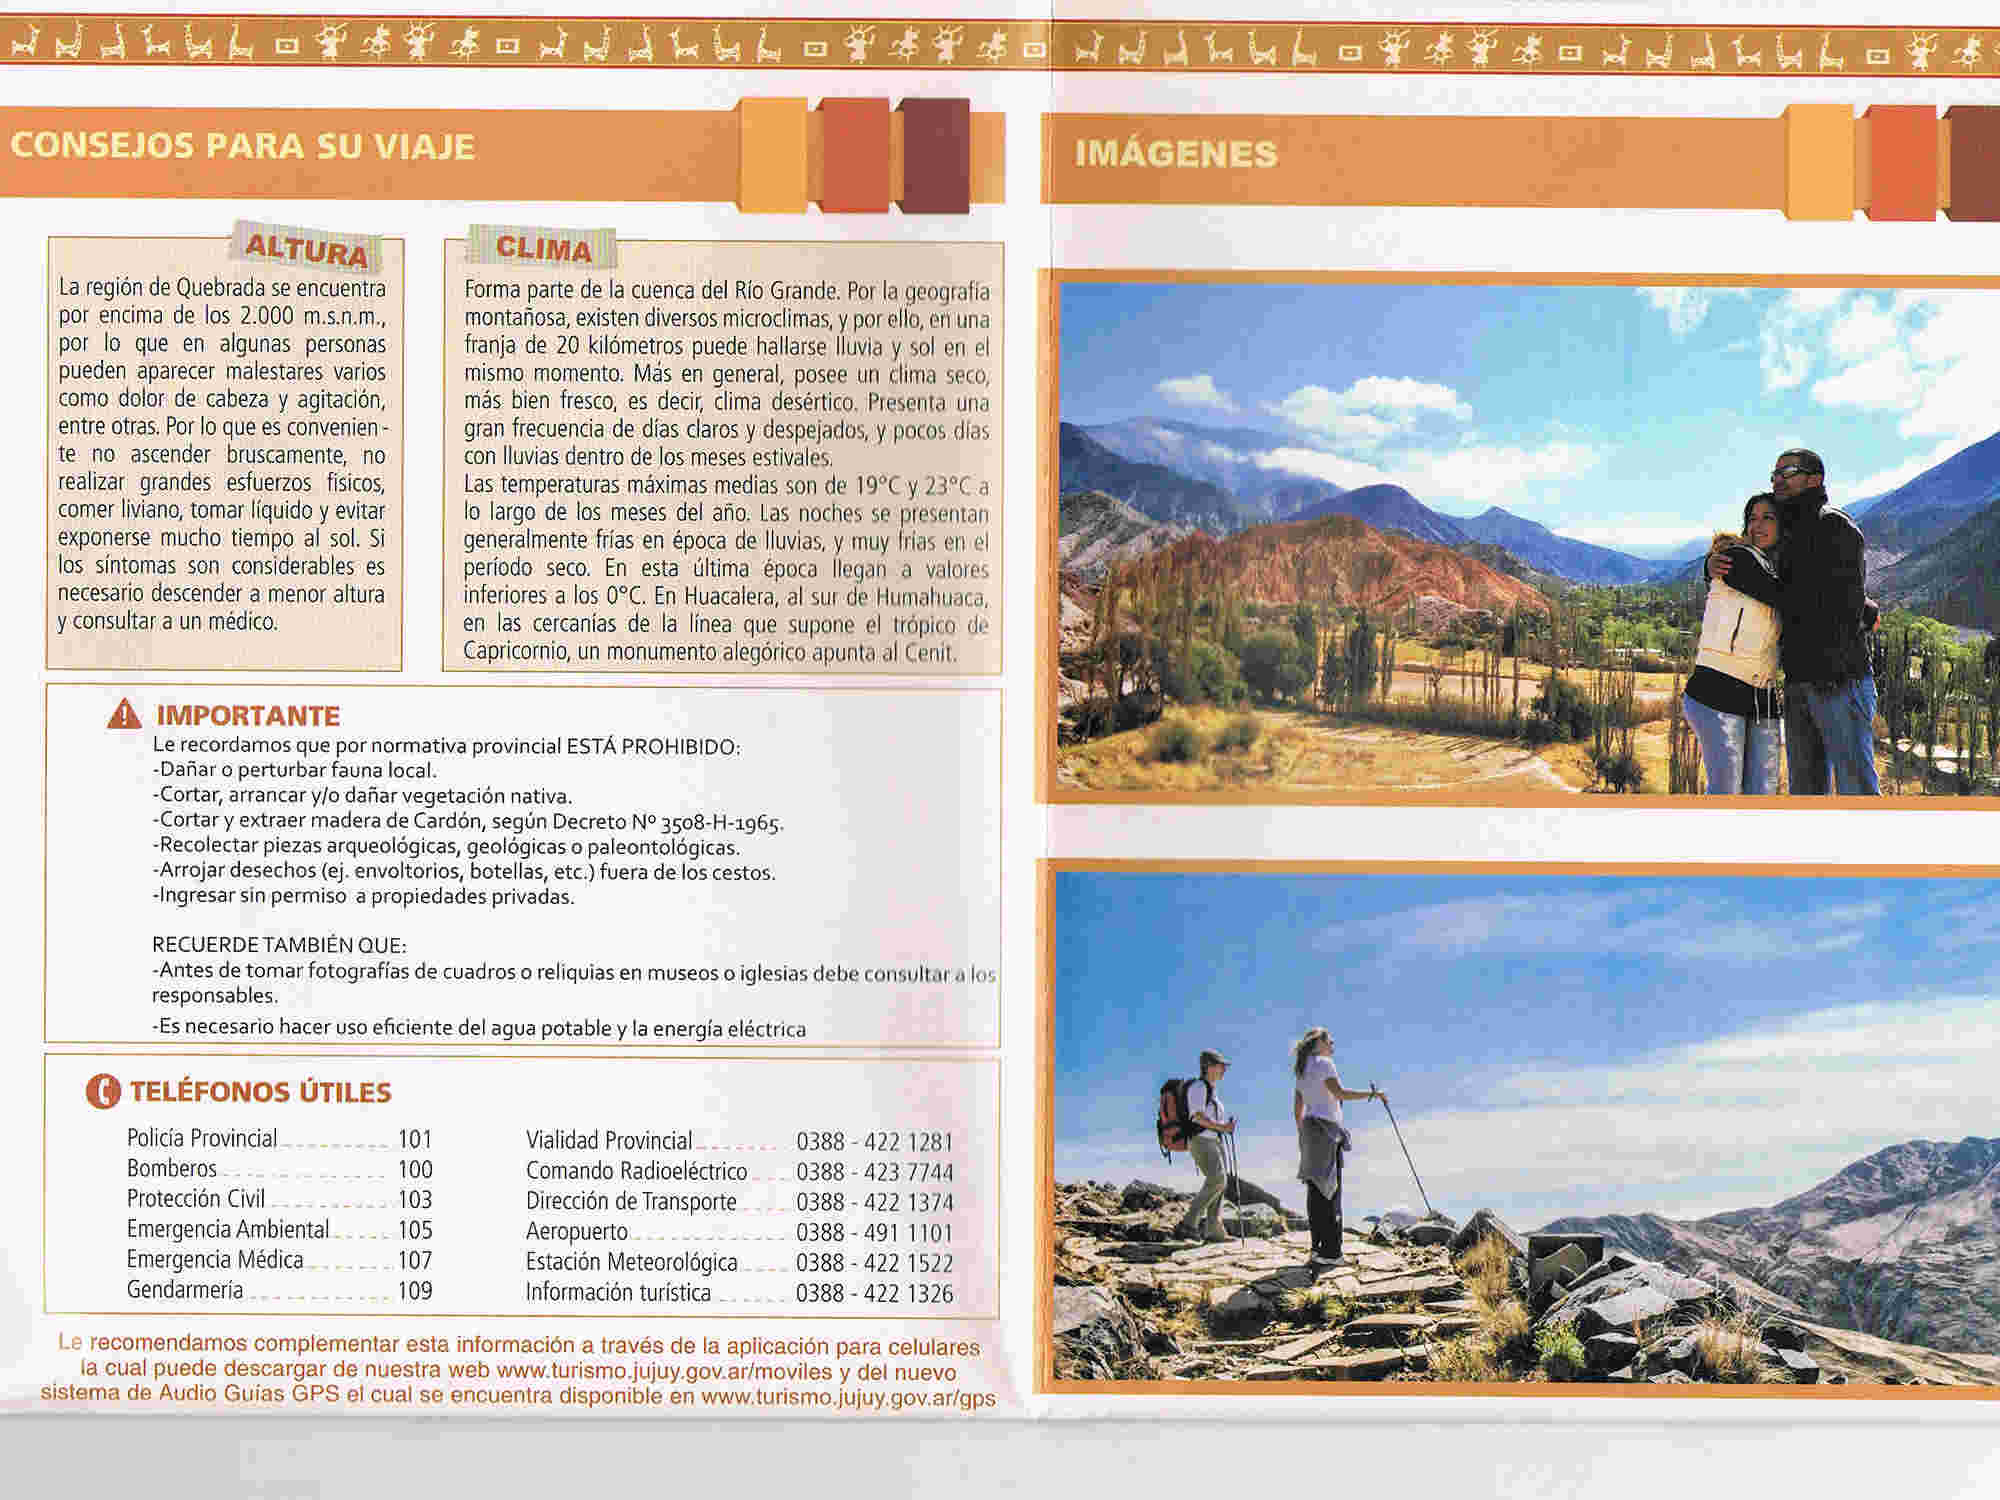 CONSEJOS PARA SU VIAJE
ALTURA
La región de Quebrada se encuentra
por encima de los 2.000 m.s.n.m.,
por lo que en algunas personas
pueden aparecer malestares varios
como dolor de cabeza y agitación,
entre otras. Por lo que es convenien-
te no ascender bruscamente, no
realizar grandes esfuerzos físicos,
comer liviano, tomar líquido y evitar
exponerse mucho tiempo al sol. Si
los síntomas son considerables es
necesario descender a menor altura
y consultar a un médico.
CLIMA
Forma parte de la cuenca del Río Grande. Por la geografía
montañosa, existen diversos microclimas, y por ello, en una
franja de 20 kilómetros puede hallarse lluvia y sol en el
mismo momento. Más en general, posee un clima seco,
más bien fresco, es decir, clima desértico. Presenta una
gran frecuencia de días claros y despejados, y pocos días
con lluvias dentro de los meses estivales.
Las temperaturas máximas medias son de 19°C y 23°C a
lo largo de los meses del año. Las noches se presentan
generalmente frías en época de lluvias, y muy frías en el
período seco. En esta última época llegan a valores
inferiores a los 0°C. En Huacalera, al sur de Humahuaca,
en las cercanías de la línea que supone el trópico de
Capricornio, un monumento alegórico apunta al Cenit.
IMPORTANTE
Le recordamos que por normativa provincial ESTÁ PROHIBIDO:
-Dañar o perturbar fauna local.
-Cortar, arrancar y/o dañar vegetación nativa.
-Cortar y extraer madera de Cardón, según Decreto Nº 3508-H-1965.
-Recolectar piezas arqueológicas, geológicas o paleontológicas.
-Arrojar desechos (ej. envoltorios, botellas, etc.) fuera de los cestos.
-Ingresar sin permiso a propiedades privadas.
RECUERDE TAMBIÉN QUE:
-Antes de tomar fotografías de cuadros o reliquias en museos o iglesias debe consultar a los
responsables.
-Es necesario hacer uso eficiente del agua potable y la energía eléctrica
TELÉFONOS ÚTILES
Policía Provincial 101
Bomberos 100
Protección Civil 103
Emergencia Ambiental 105
Emergencia Médica 107
Gendarmería 109
Vialidad Provincial 0388 - 422 1281
Comando Radioeléctrico 0388 - 423 7744
Dirección de Transporte 0388 - 422 1374
Aeropuerto 0388 - 491 1101
Estación Meteorológica 0388 - 422 1522
Información turística 0388 - 422 1326
Le recomendamos complementar esta información a través de la aplicación para celulares
la cual puede descargar de nuestra web www.turismo.jujuy.gov.ar/moviles y del nuevo
sistema de Audio Guías GPS el cual se encuentra disponible en www.turismo.jujuy.gov.ar/gps
IMÁGENES